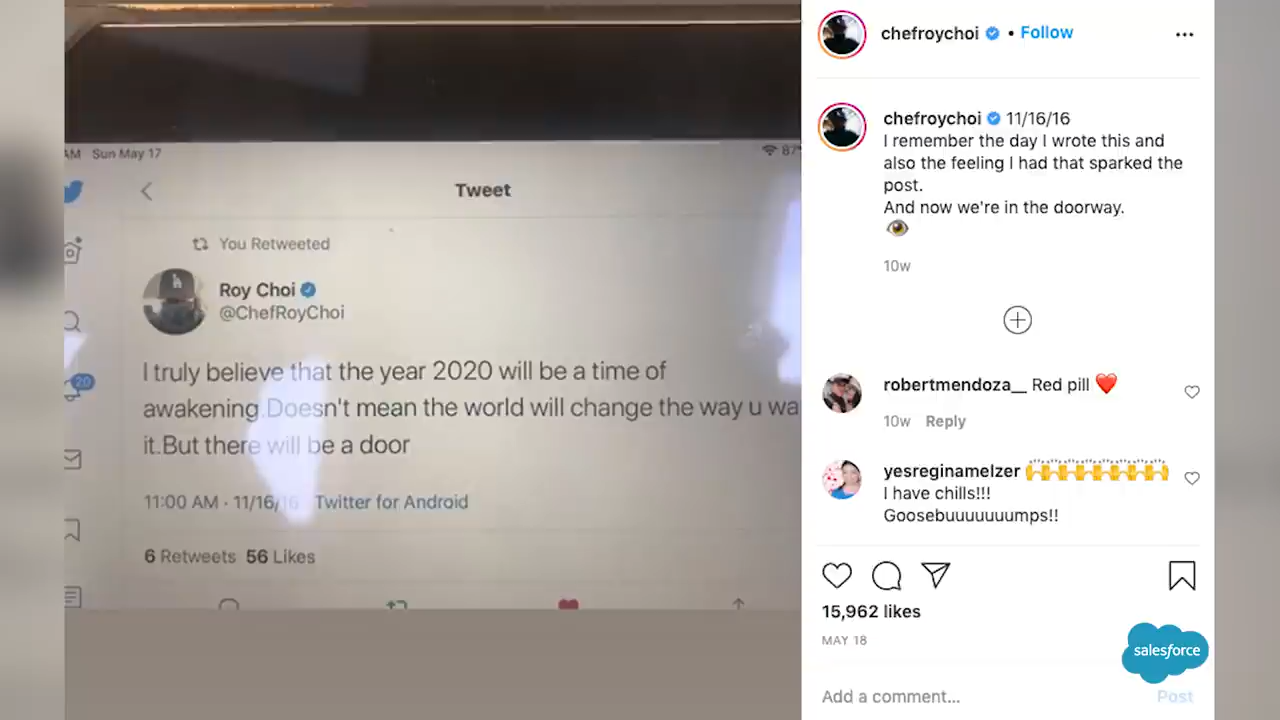 AM Sun May 17
87%
Tweet
You Retweeted
Roy Choi
@ChefRoyChoi
I truly believe that the year 2020 will be a time of
awakening.Doesn't mean the world will change the way u wa
it.But there will be a door
11:00 AM · 11/16/16 Twitter for Android
6 Retweets 56 Likes
20
chefroychoi • Follow
chefroychoi 11/16/16
I remember the day I wrote this and
also the feeling I had that sparked the
post.
And now we're in the doorway.
👁️
10w
robertmendoza__ Red pill ❤️
10w Reply
yesreginamelzer 🙌🙌🙌🙌🙌🙌🙌
I have chills!!!
Goosebuuuuuuumps!!
15,962 likes
MAY 18
salesforce
Add a comment...
Post